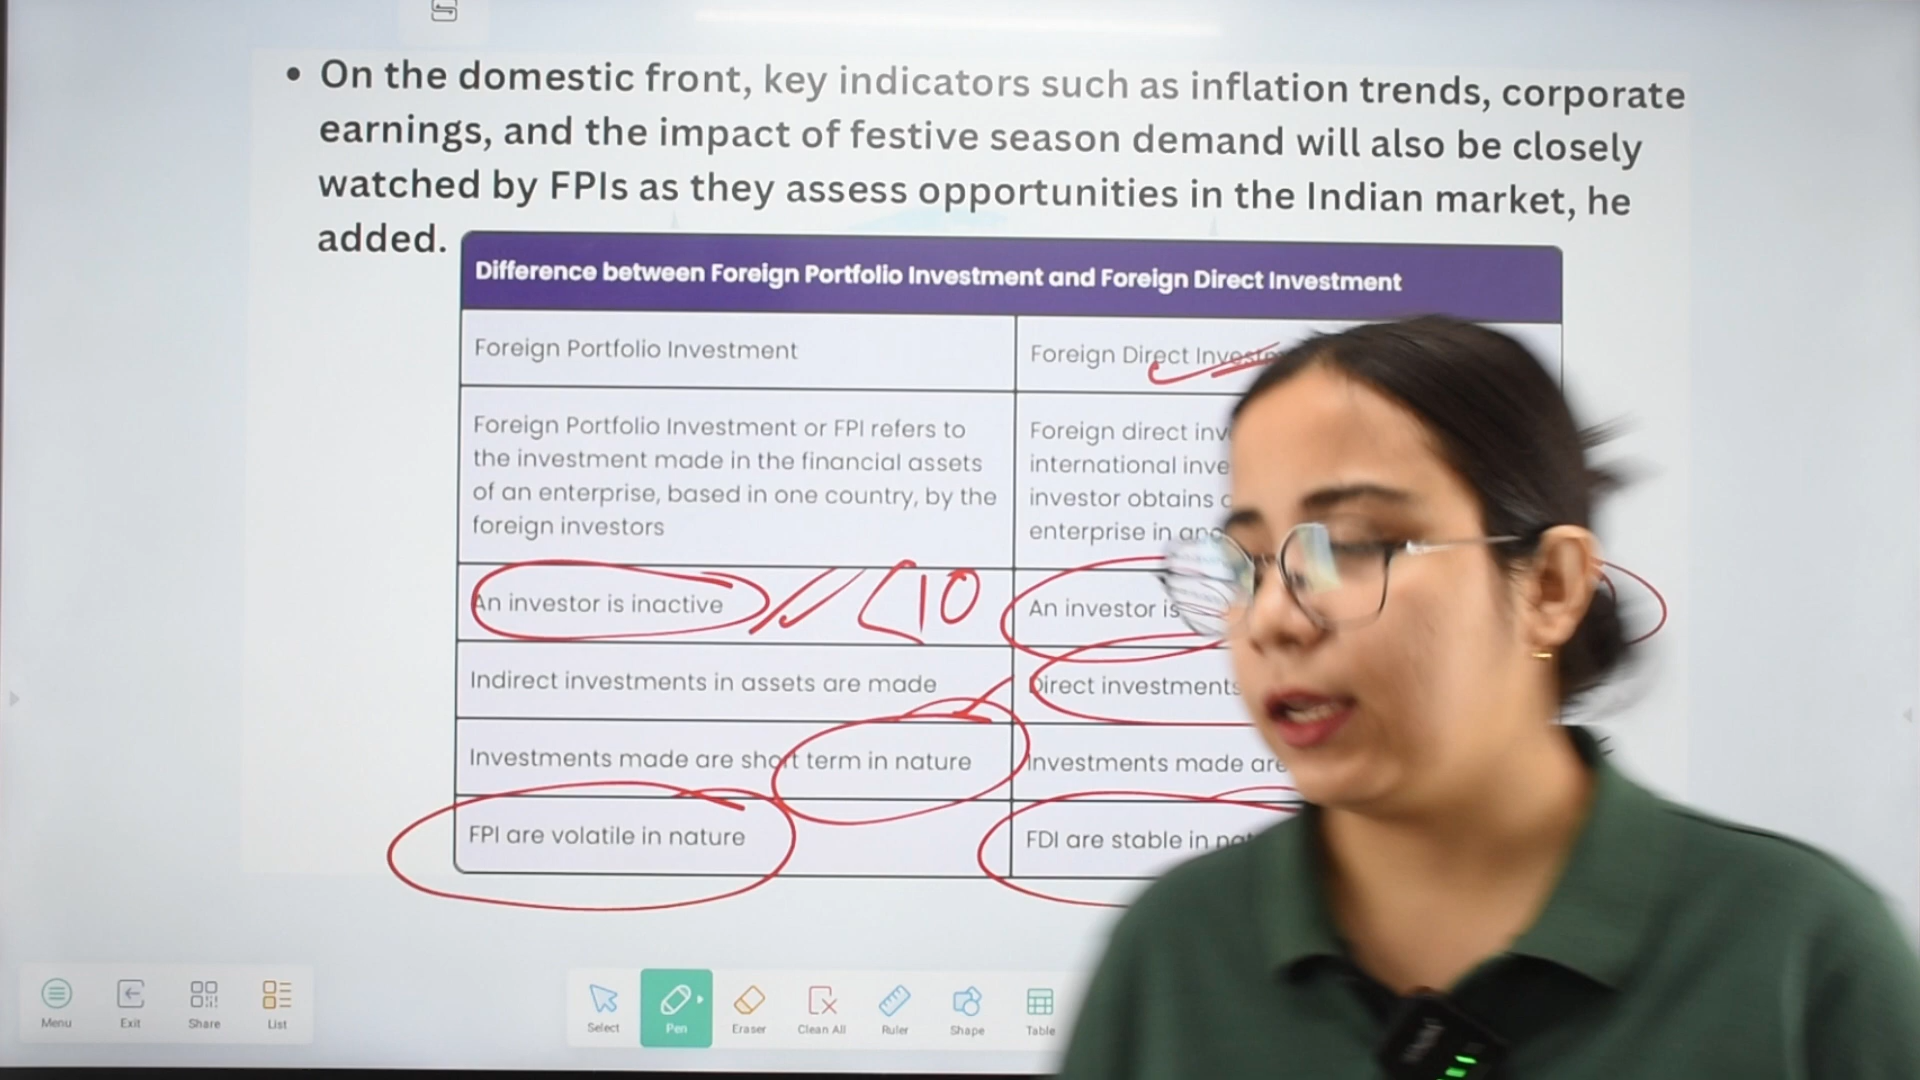 • On the domestic front, key indicators such as inflation trends, corporate
earnings, and the impact of festive season demand will also be closely
watched by FPIs as they assess opportunities in the Indian market, he
added.
Difference between Foreign Portfolio Investment and Foreign Direct Investment
Foreign Portfolio Investment
Foreign Direct
Foreign Portfolio Investment or FPI refers to
the investment made in the financial assets
of an enterprise, based in one country, by the
foreign investors
Foreign direct
international
investor obtains
enterprise in
An investor is inactive
<10
An investor is
Indirect investments in assets are made
Direct investments
Investments made are short term in nature
Investments made are
FPI are volatile in nature
FDI are stable in
Menu
Exit
Share
List
Select
Pen
Eraser
Clean All
Ruler
Shape
Table